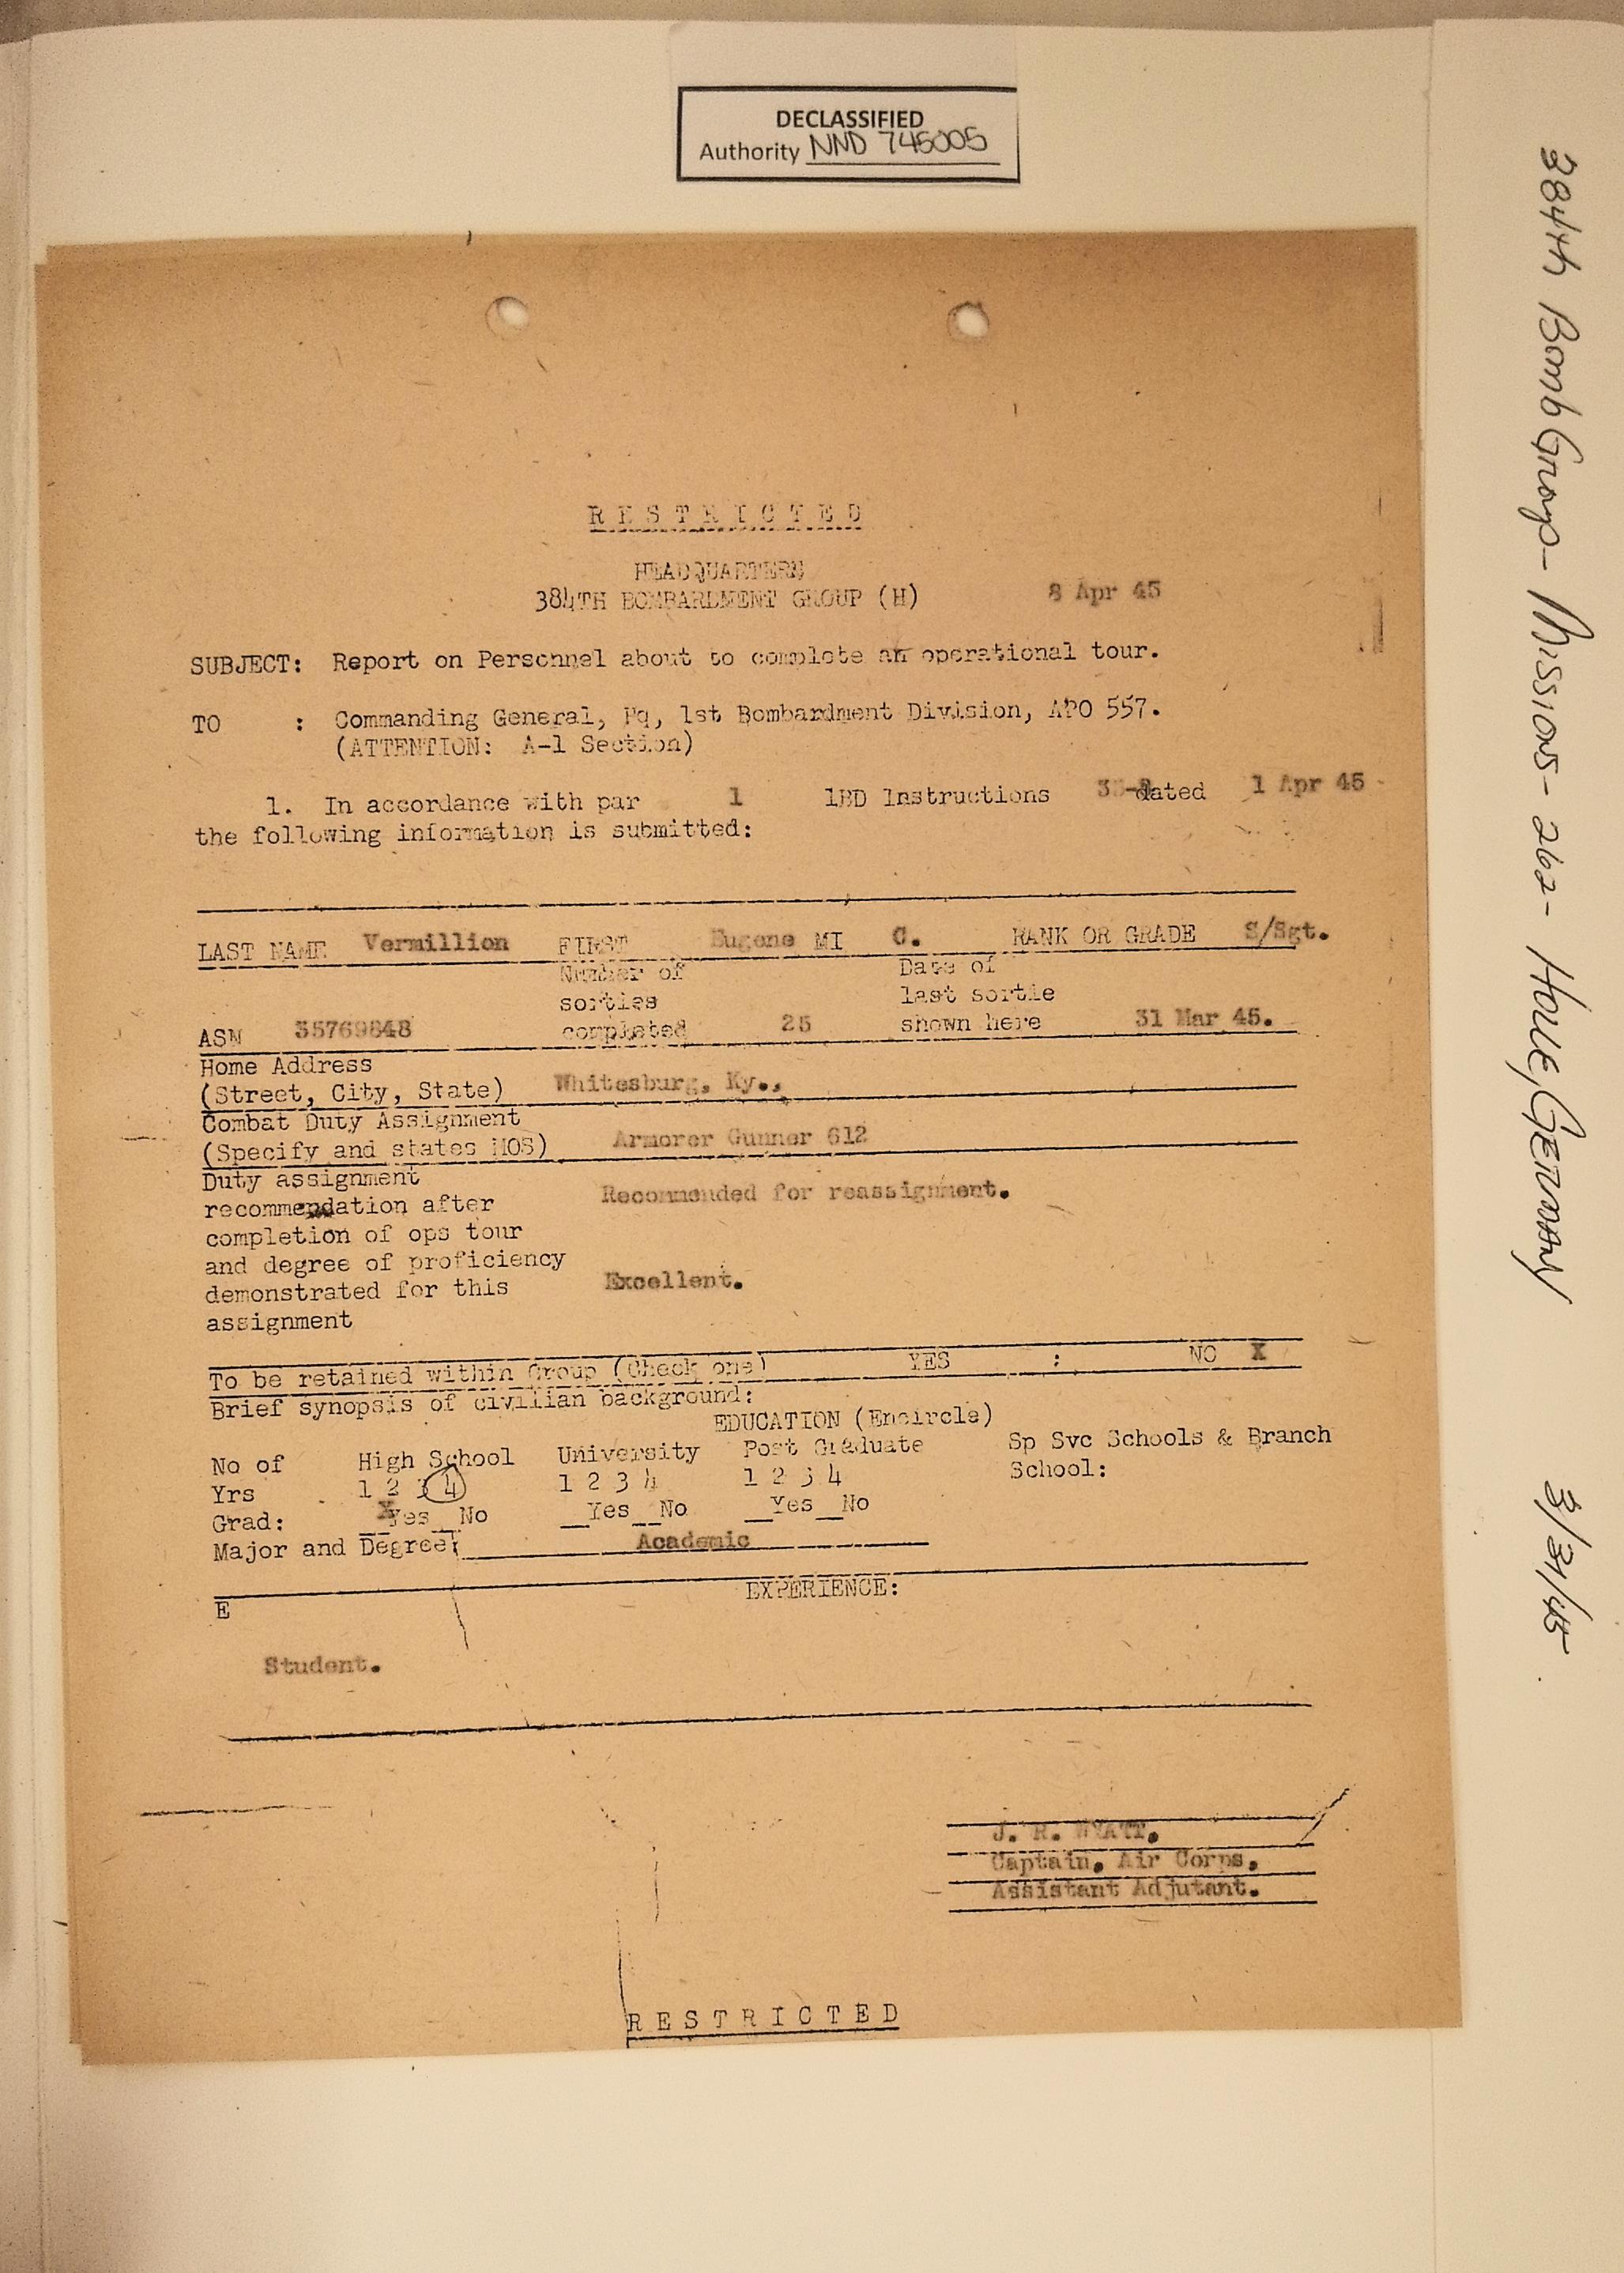 DECLASSIFIED
Authority NND 745005
R E S T R I C T E D
HEADQUARTERS
384TH BOMBARDMENT GROUP (H) 8 Apr 45
SUBJECT: Report on Personnel about to complete an operational tour.
TO : Commanding General, Hq, 1st Bombardment Division, APO 557.
(ATTENTION: A-1 Section)
1. In accordance with par 1 1BD Instructions dated 1 Apr 45
the following information is submitted:
LAST NAME Vermillion FIRST Eugene MI C. RANK OR GRADE S/Sgt.
Number of Date of
sorties last sortie
ASN completed 25 shown here 31 Mar 45.
Home Address
(Street, City, State) Whitesburg, Ky.,
Combat Duty Assignment
(Specify and states MOS) Armorer Gunner 612
Duty assignment
recommendation after Recommended for reassignment.
completion of ops tour
and degree of proficiency
demonstrated for this Excellent.
assignment
To be retained within Group (Check one) YES : NO X
Brief synopsis of civilian background:
EDUCATION (Encircle)
No of High School University Post Graduate Sp Svc Schools & Branch
Yrs 1 2 3 4 1 2 3 4 1 2 3 4 School:
Grad: X Yes__No __Yes__No __Yes__No
Major and Degree: Academic
E EXPERIENCE:
Student.
J. R. WYATT,
Captain, Air Corps,
Assistant Adjutant.
R E S T R I C T E D
384th Bomb Group - Missions - 262 - Halle, Germany 3/31/45